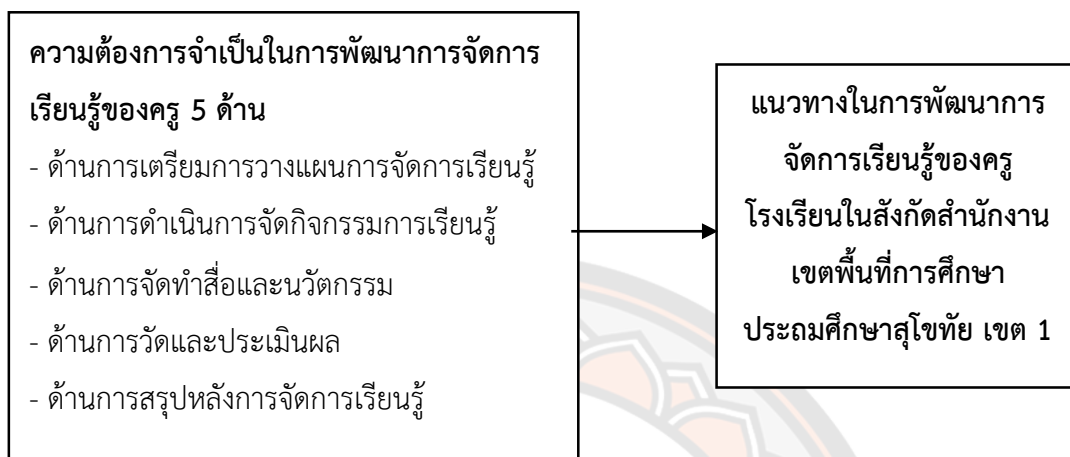 ความต้องการจำเป็นในการพัฒนาการจัดการ
เรียนรู้ของครู 5 ด้าน
- ด้านการเตรียมการวางแผนการจัดการเรียนรู้
- ด้านการดำเนินการจัดกิจกรรมการเรียนรู้
- ด้านการจัดทำสื่อและนวัตกรรม
- ด้านการวัดและประเมินผล
- ด้านการสรุปหลังการจัดการเรียนรู้
แนวทางในการพัฒนาการ
จัดการเรียนรู้ของครู
โรงเรียนในสังกัดสำนักงาน
เขตพื้นที่การศึกษา
ประถมศึกษาสุโขทัย เขต 1